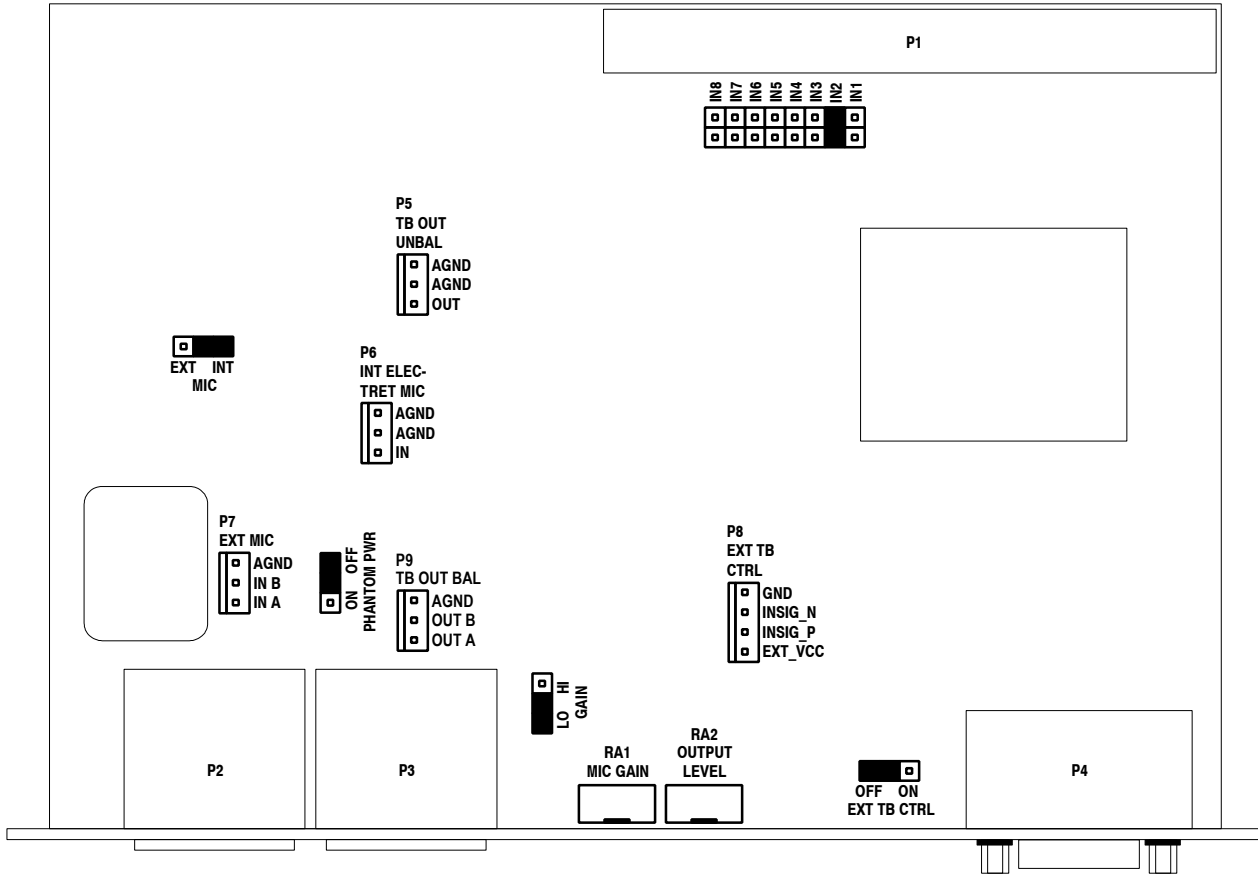 P1
IN8
IN7
IN6
IN5
IN4
IN3
IN2
IN1
P5
TB OUT
UNBAL
AGND
AGND
OUT
EXT INT
MIC
P6
INT ELEC-
TRET MIC
AGND
AGND
IN
P7
EXT MIC
AGND
IN B
IN A
ON OFF
PHANTOM PWR
P9
TB OUT BAL
AGND
OUT B
OUT A
P8
EXT TB
CTRL
GND
INSIG_N
INSIG_P
EXT_VCC
LO HI
GAIN
RA1
MIC GAIN
RA2
OUTPUT
LEVEL
OFF ON
EXT TB CTRL
P2
P3
P4